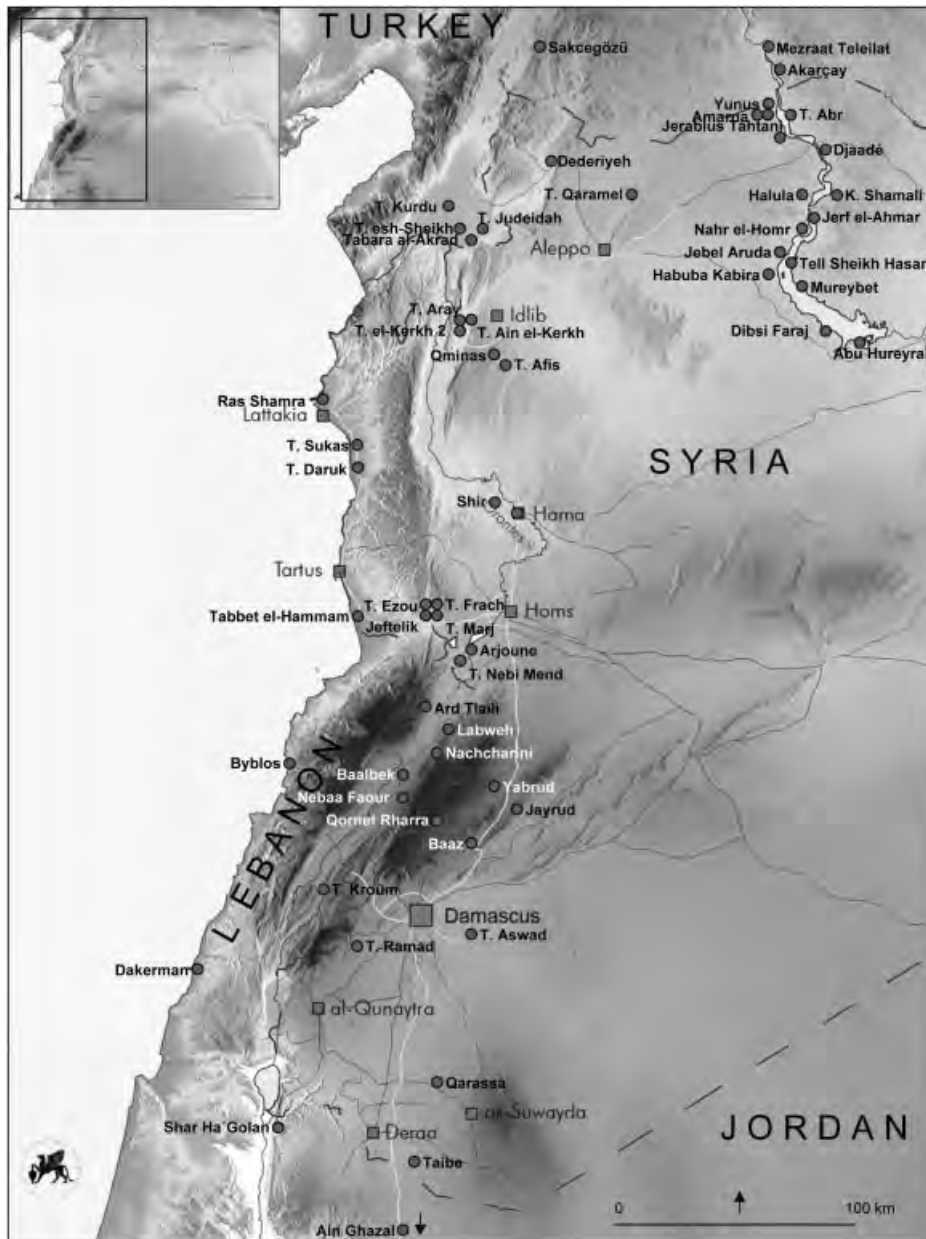 TURKEY
Sakcegözü
Mezraat Teleilat
Akarçay
Yunus
Amarna
T. Abr
Jerablus Tahtani
Djaadé
Dederiyeh
T. Qaramel
Halula
K. Shamali
T. Kurdu
Jerf el-Ahmar
T. esh-Sheikh
T. Judeidah
Nahr el-Homr
Tabara al-Akrad
Aleppo
Jebel Aruda
Tell Sheikh Hasan
Habuba Kabira
Mureybet
T. Aray
Idlib
T. el-Kerkh 2
T. Ain el-Kerkh
Dibsi Faraj
Abu Hureyra
Qminas
T. Afis
Ras Shamra
Lattakia
T. Sukas
SYRIA
T. Daruk
Shir
Hama
Orontes
Tartus
T. Ezou
T. Frach
Homs
Tabbet el-Hammam
Jeftelik
T. Marj
Arjoune
T. Nebi Mend
Ard Tlaili
Labweh
LEBANON
Nachcharini
Byblos
Baalbek
Yabrud
Nebaa Faour
Jayrud
Qornet Rharra
Baaz
T. Kroum
Damascus
T. Aswad
T. Ramad
Dakerman
al-Qunaytra
Qarassa
as-Suwayda
Shar Ha Golan
Deraa
JORDAN
Taibe
0 100 km
Ain Ghazal